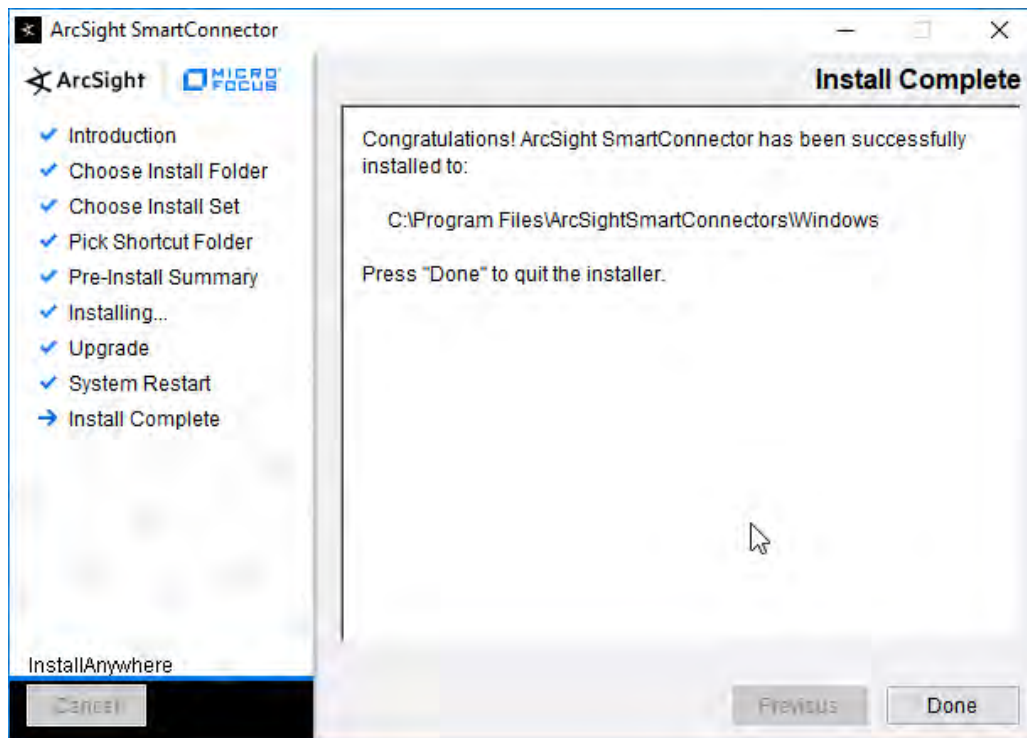 ArcSight SmartConnector
ArcSight
MICRO
FOCUS
Install Complete
Introduction
Choose Install Folder
Choose Install Set
Pick Shortcut Folder
Pre-Install Summary
Installing...
Upgrade
System Restart
Install Complete
Congratulations! ArcSight SmartConnector has been successfully
installed to:
C:\Program Files\ArcSightSmartConnectors\Windows
Press "Done" to quit the installer.
InstallAnywhere
Cancel
Previous
Done